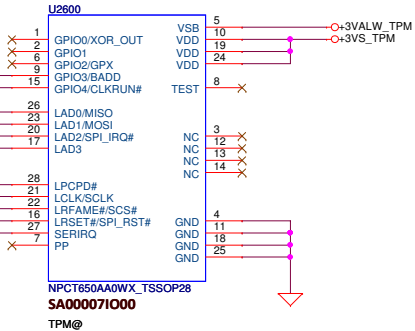 U2600
1 GPIO0/XOR_OUT
2 GPIO1
6 GPIO2/GPX
9 GPIO3/BADD
15 GPIO4/CLKRUN#
26 LAD0/MISO
23 LAD1/MOSI
20 LAD2/SPI_IRQ#
17 LAD3
28 LPCPD#
21 LCLK/SCLK
22 LRFAME#/SCS#
16 LRSET#/SPI_RST#
27 SERIRQ
7 PP
VSB 5 +3VALW_TPM
VDD 10 +3VS_TPM
VDD 19
VDD 24
TEST 8
NC 3
NC 12
NC 13
NC 14
GND 4
GND 11
GND 18
GND 25
NPCT650AA0WX_TSSOP28
SA00007IO00
TPM@